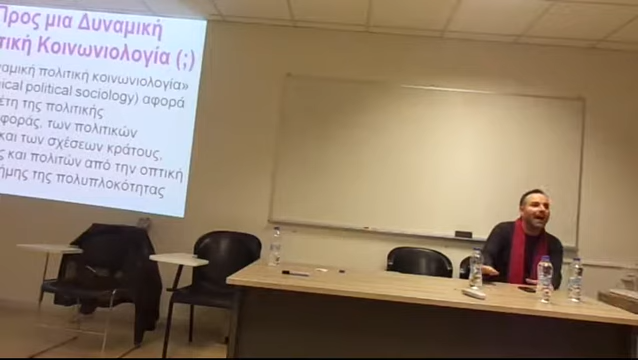 Προς μια Δυναμική
τική Κοινωνιολογία (;)
ναμική πολιτική κοινωνιολογία»
ical political sociology) αφορά
έτη της πολιτικής
φοράς, των πολιτικών
και των σχέσεων κράτους,
ς και πολιτών από την οπτική
ήμης της πολυπλοκότητας